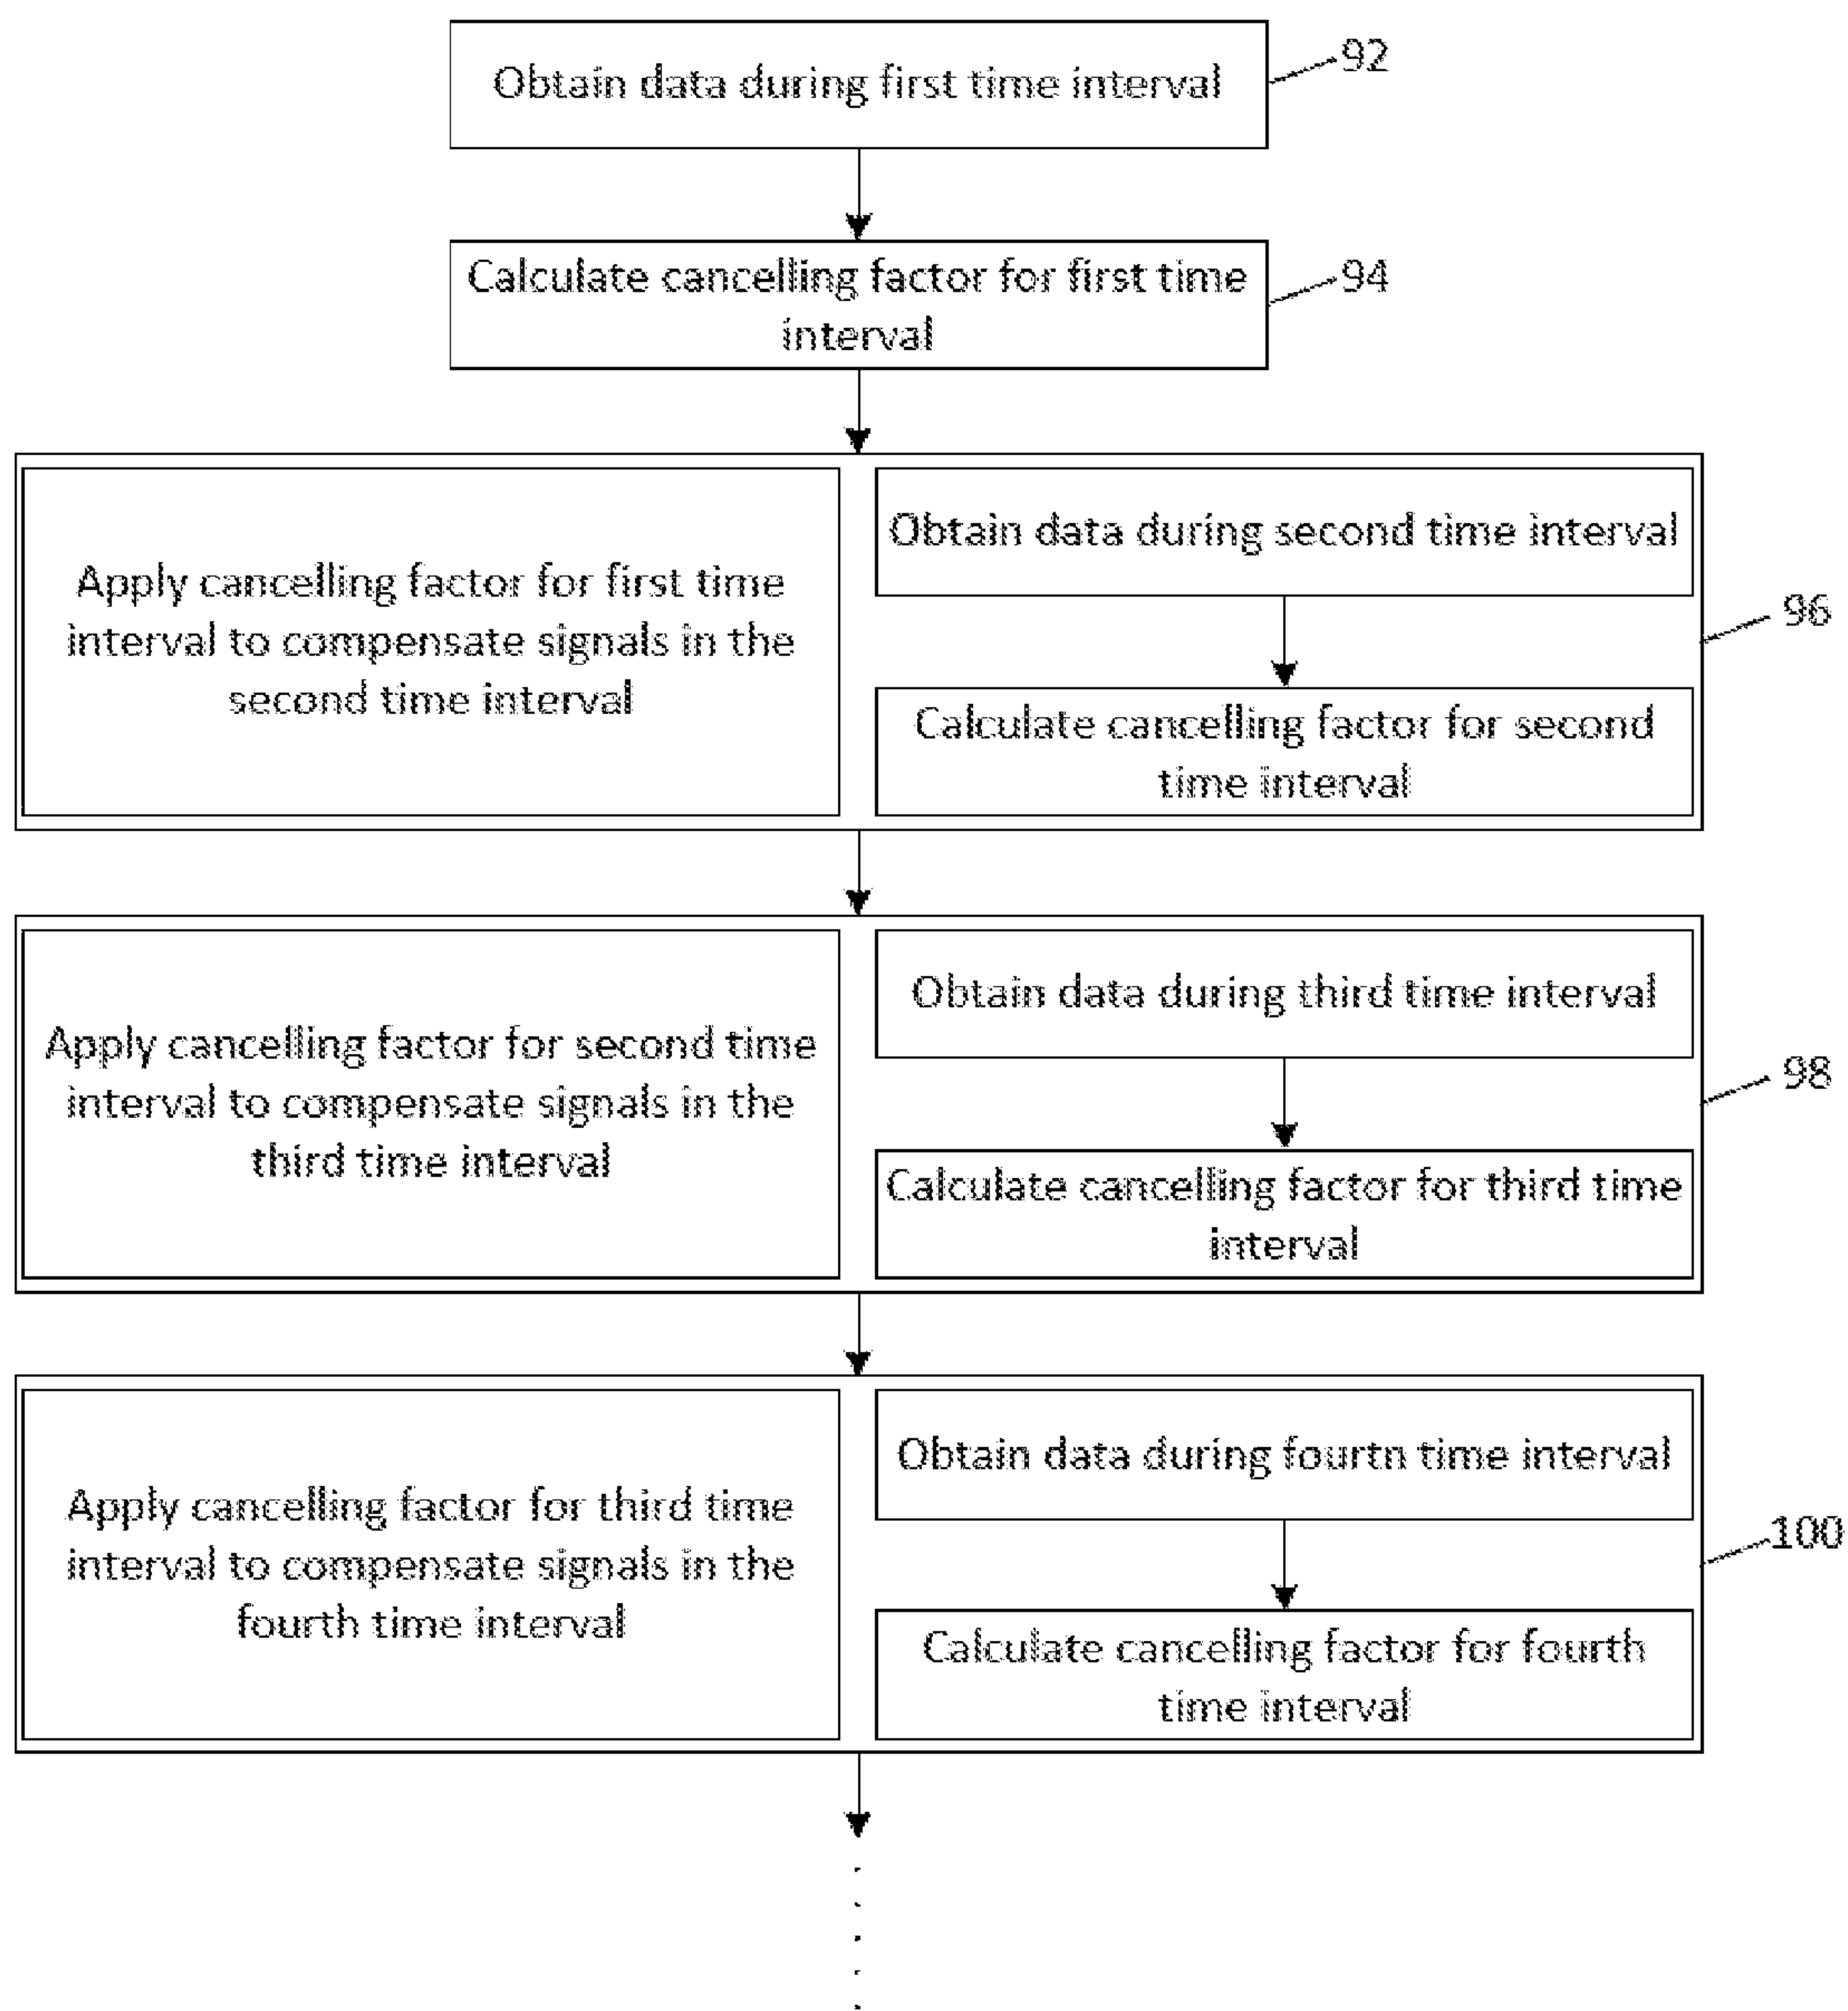 Obtain data during first time interval
92
Calculate cancelling factor for first time
interval
94
Apply cancelling factor for first time
interval to compensate signals in the
second time interval
Obtain data during second time interval
Calculate cancelling factor for second
time interval
96
Apply cancelling factor for second time
interval to compensate signals in the
third time interval
Obtain data during third time interval
Calculate cancelling factor for third time
interval
98
Apply cancelling factor for third time
interval to compensate signals in the
fourth time interval
Obtain data during fourtn time interval
Calculate cancelling factor for fourth
time interval
100